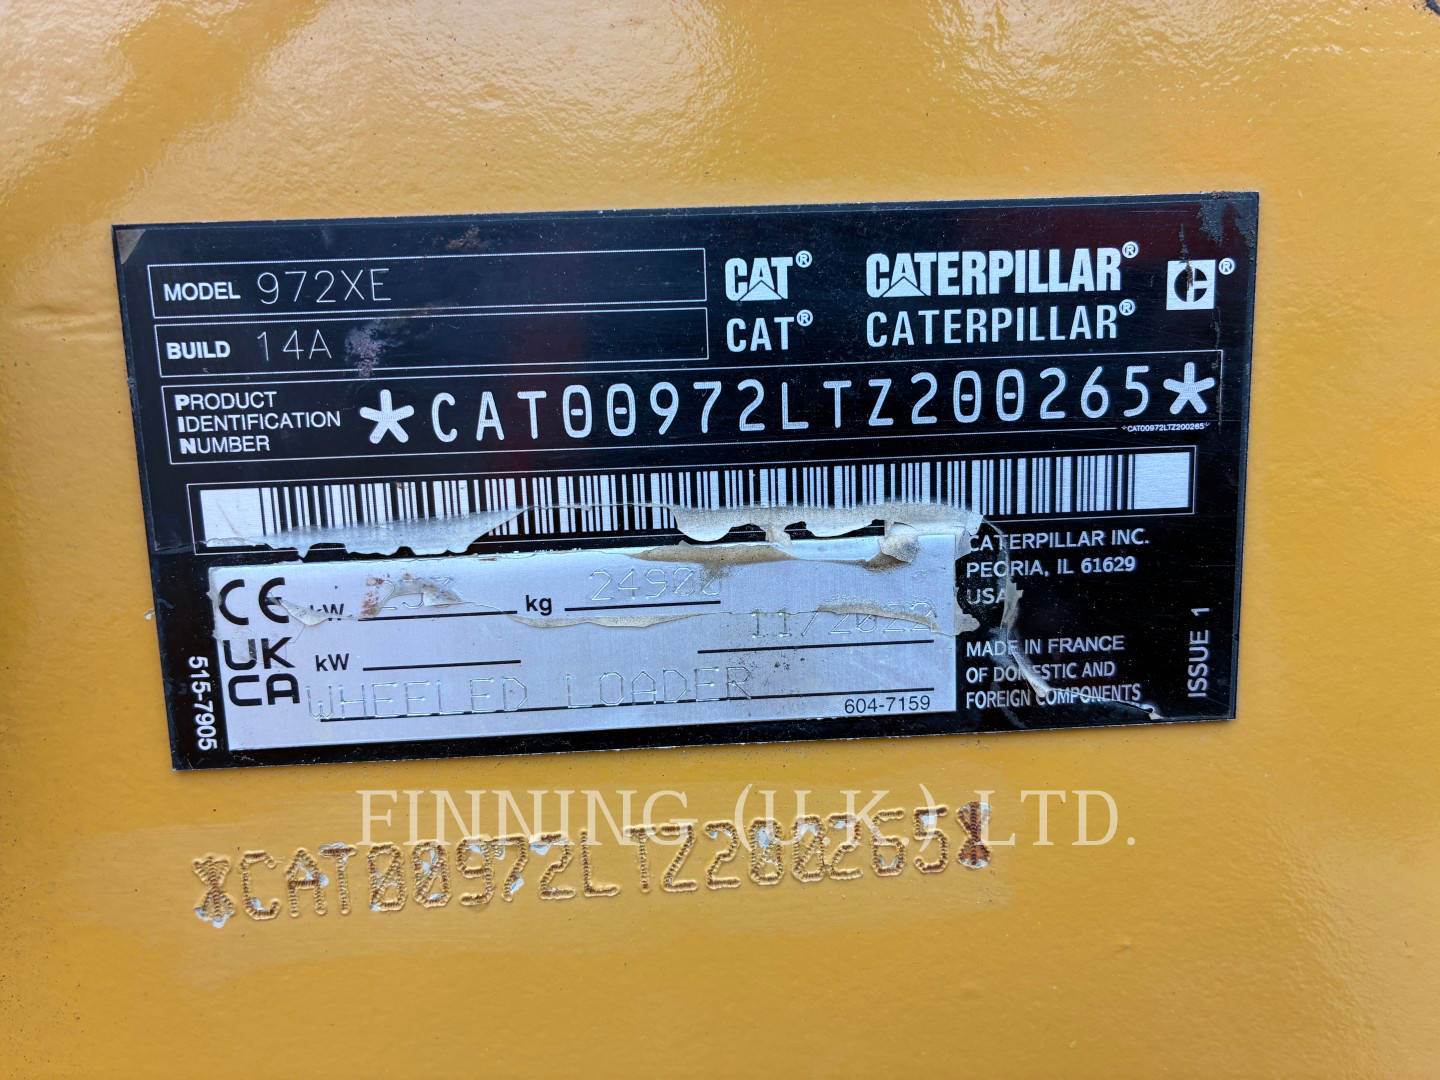 MODEL 972XE
BUILD 14A
CAT® CATERPILLAR®
CAT® CATERPILLAR®
PRODUCT
IDENTIFICATION
NUMBER
*CAT00972LTZ200265*
*CAT00972LTZ200265*
CE kW kg 24900
11/2022
UK
CA
kW
WHEELED LOADER
604-7159
515-7905
CATERPILLAR INC.
PEORIA, IL 61629
USA
MADE IN FRANCE
OF DOMESTIC AND
FOREIGN COMPONENTS
ISSUE 1
FINNING (U.K.) LTD.
*CAT00972LTZ200265*